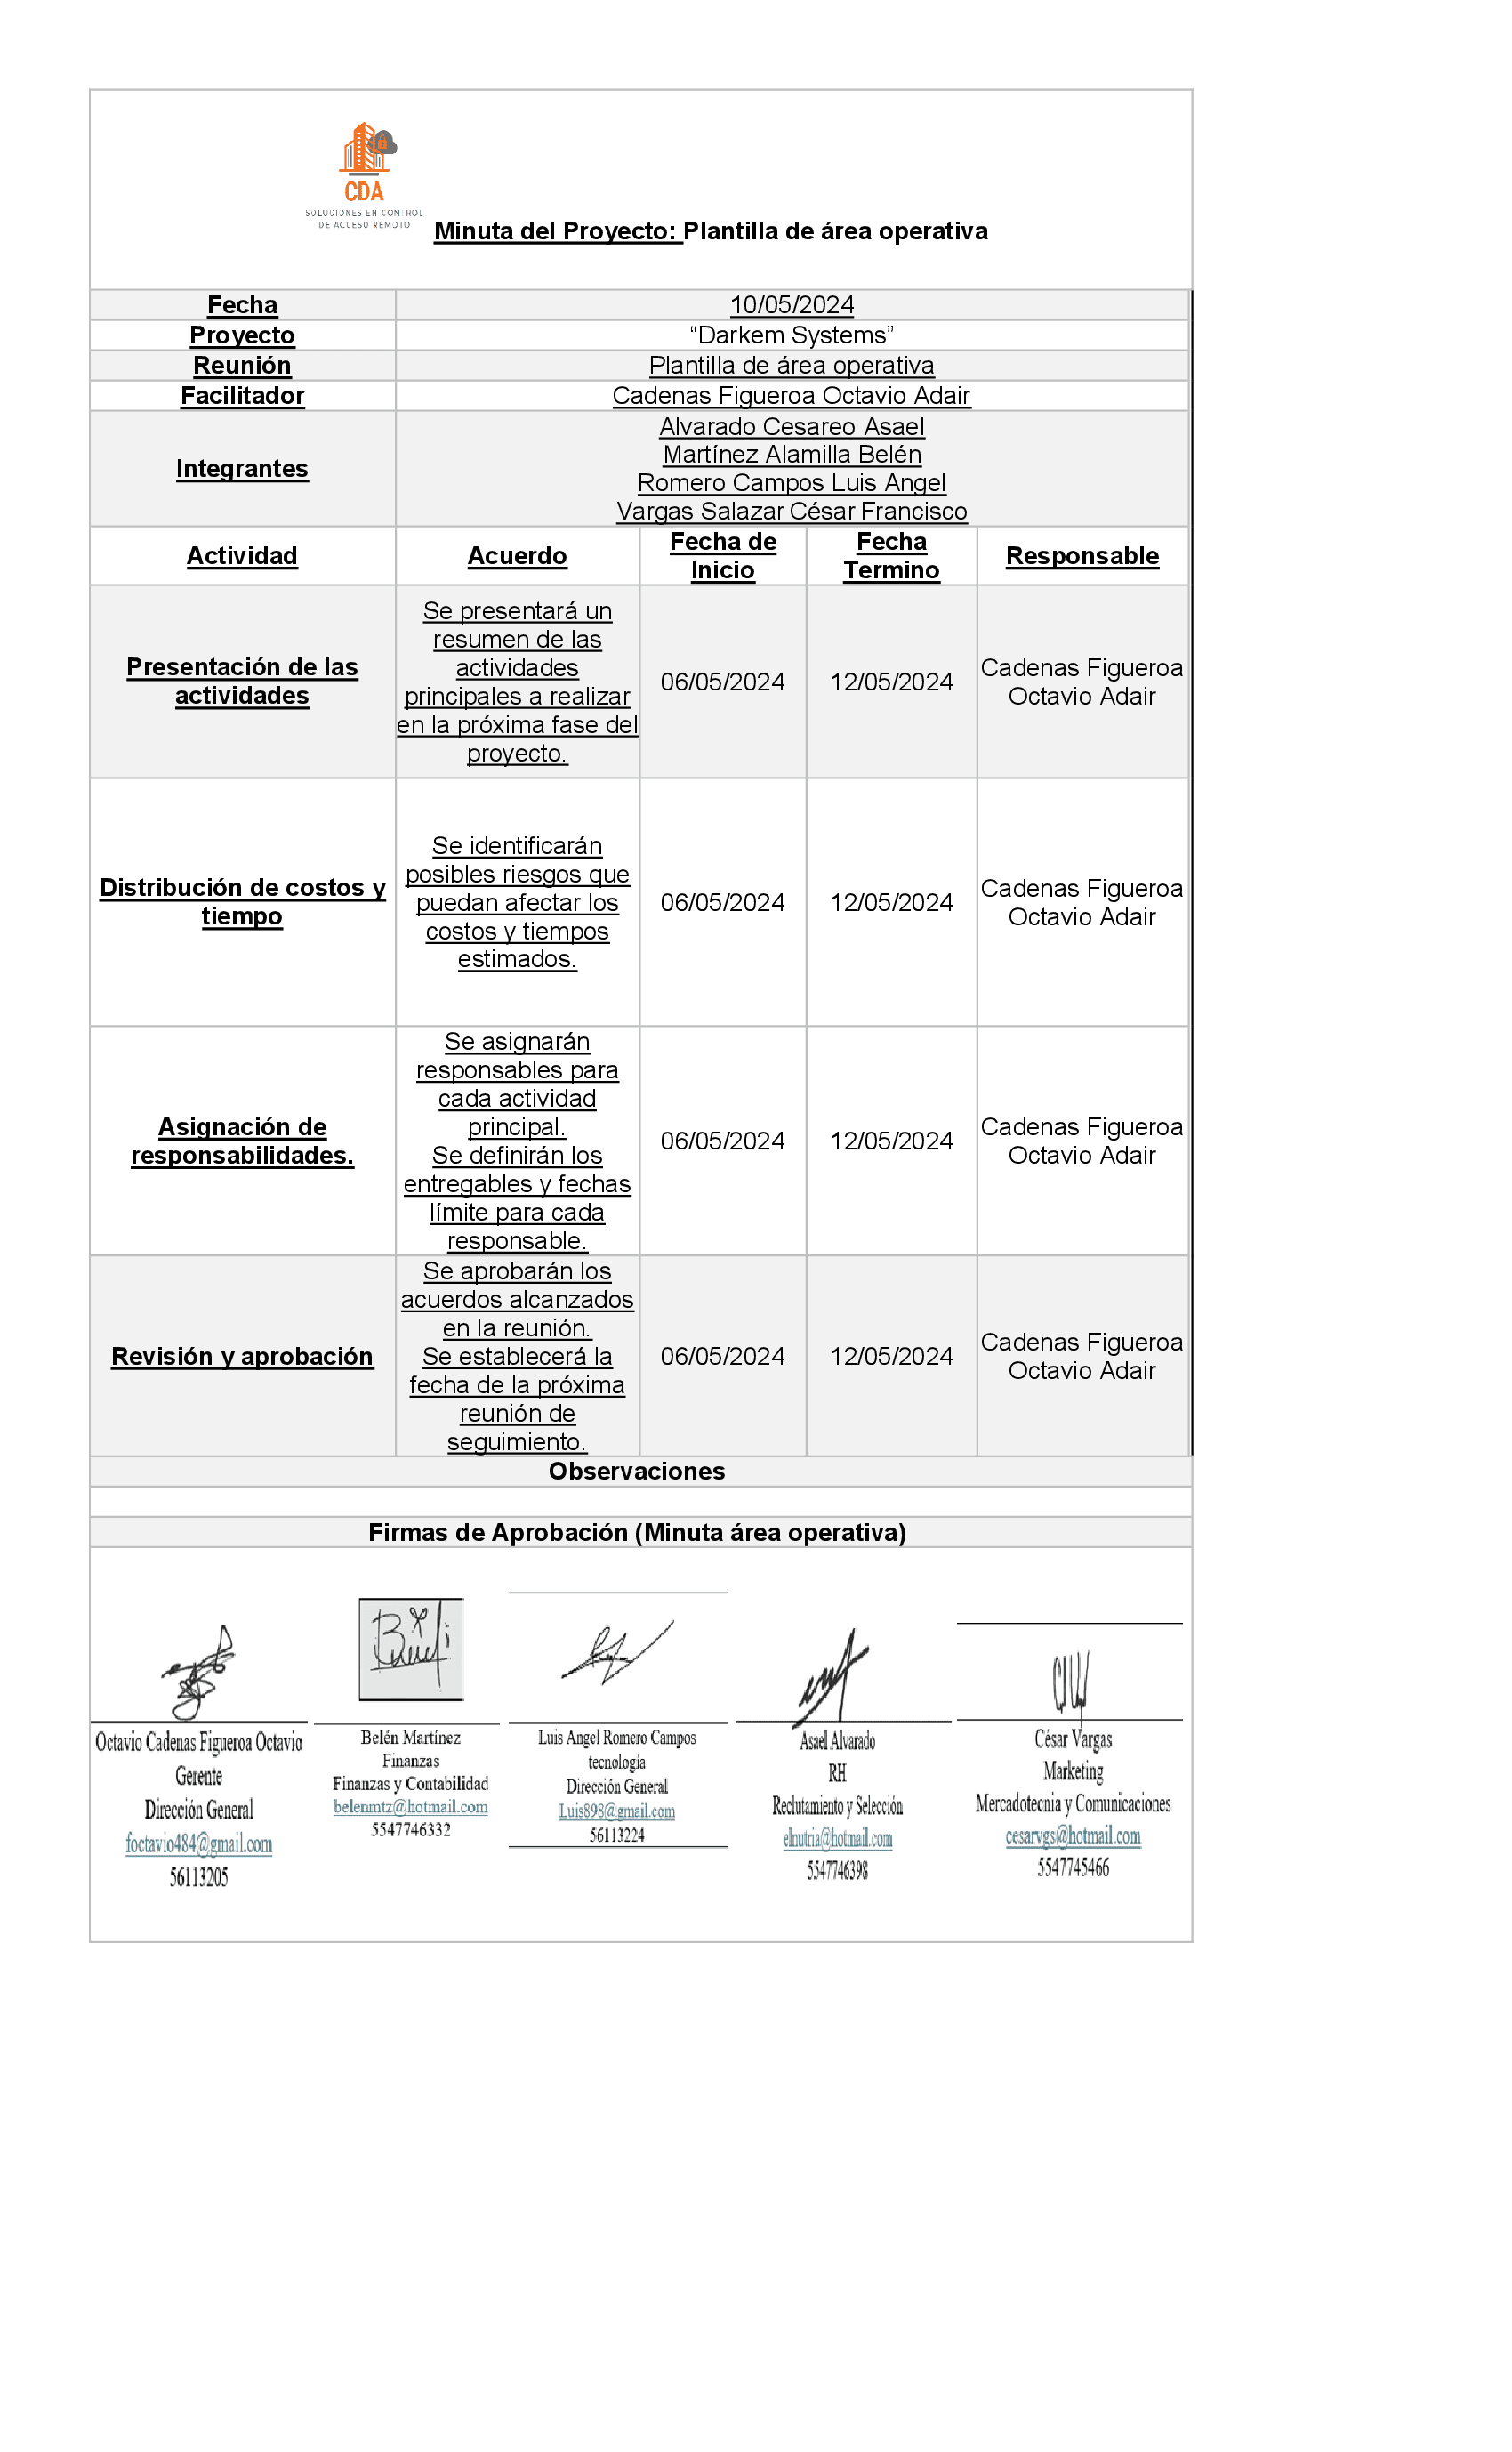 CDA
SOLUCIONES EN CONTROL
DE ACCESO REMOTO
Minuta del Proyecto: Plantilla de área operativa
Fecha
10/05/2024
Proyecto
“Darkem Systems”
Reunión
Plantilla de área operativa
Facilitador
Cadenas Figueroa Octavio Adair
Integrantes
Alvarado Cesareo Asael
Martínez Alamilla Belén
Romero Campos Luis Angel
Vargas Salazar César Francisco
Actividad
Acuerdo
Fecha de
Inicio
Fecha
Termino
Responsable
Presentación de las
actividades
Se presentará un
resumen de las
actividades
principales a realizar
en la próxima fase del
proyecto.
06/05/2024
12/05/2024
Cadenas Figueroa
Octavio Adair
Distribución de costos y
tiempo
Se identificarán
posibles riesgos que
puedan afectar los
costos y tiempos
estimados.
06/05/2024
12/05/2024
Cadenas Figueroa
Octavio Adair
Asignación de
responsabilidades.
Se asignarán
responsables para
cada actividad
principal.
Se definirán los
entregables y fechas
límite para cada
responsable.
06/05/2024
12/05/2024
Cadenas Figueroa
Octavio Adair
Revisión y aprobación
Se aprobarán los
acuerdos alcanzados
en la reunión.
Se establecerá la
fecha de la próxima
reunión de
seguimiento.
06/05/2024
12/05/2024
Cadenas Figueroa
Octavio Adair
Observaciones
Firmas de Aprobación (Minuta área operativa)
Octavio Cadenas Figueroa Octavio
Gerente
Dirección General
foctavio484@gmail.com
56113205
Belén Martínez
Finanzas
Finanzas y Contabilidad
belenmtz@hotmail.com
5547746332
Luis Angel Romero Campos
tecnología
Dirección General
Luis898@gmail.com
56113224
Asael Alvarado
RH
Reclutamiento y Selección
elnutria@hotmail.com
5547746398
César Vargas
Marketing
Mercadotecnia y Comunicaciones
cesarvgs@hotmail.com
5547745466